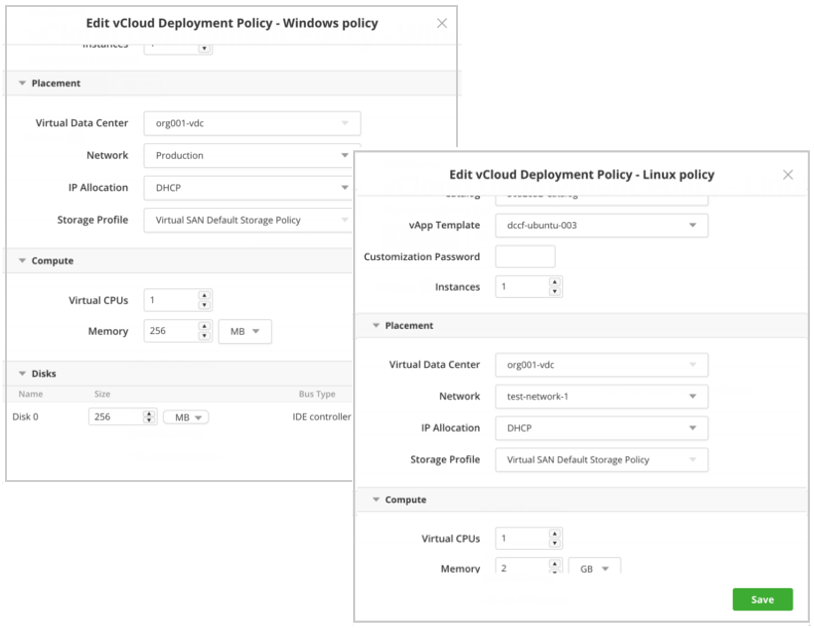 Edit vCloud Deployment Policy - Windows policy
Instances
Placement
Virtual Data Center org001-vdc
Network Production
IP Allocation DHCP
Storage Profile Virtual SAN Default Storage Policy
Compute
Virtual CPUs 1
Memory 256 MB
Disks
Name Size Bus Type
Disk 0 256 MB IDE controller
Edit vCloud Deployment Policy - Linux policy
Catalog
vApp Template dccf-ubuntu-003
Customization Password
Instances 1
Placement
Virtual Data Center org001-vdc
Network test-network-1
IP Allocation DHCP
Storage Profile Virtual SAN Default Storage Policy
Compute
Virtual CPUs 1
Memory 2 GB
Save